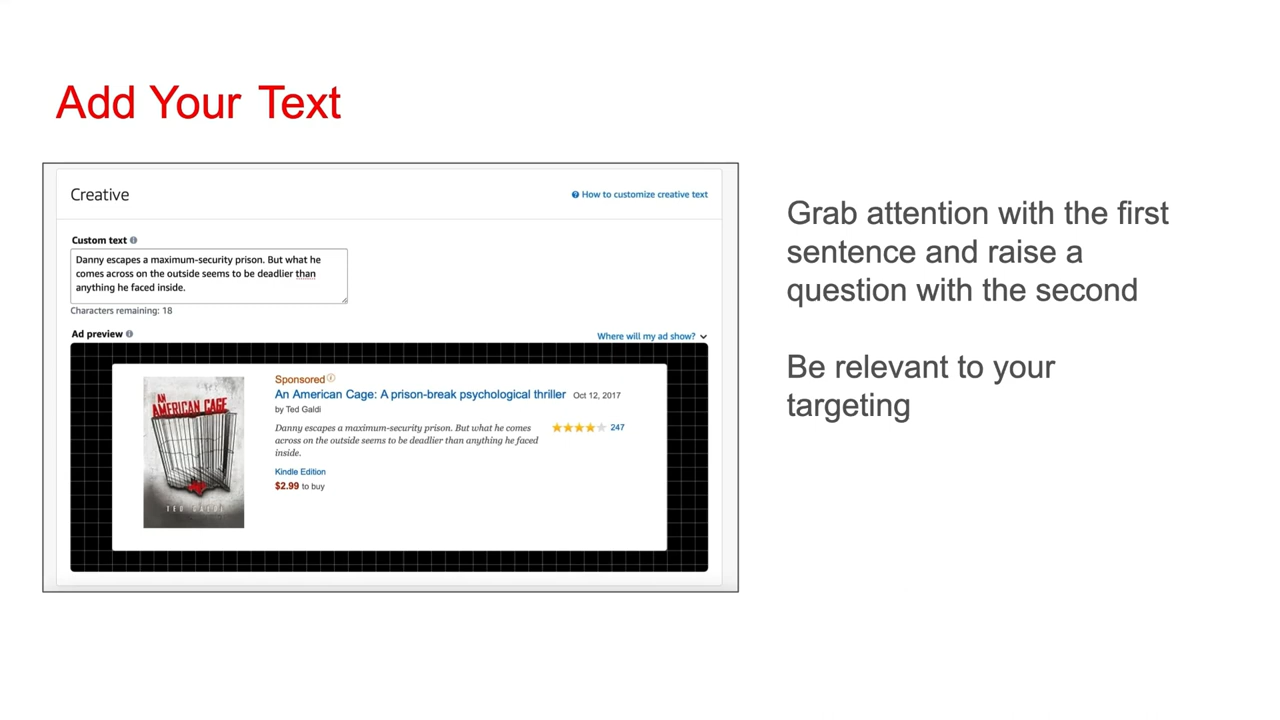 Add Your Text
Creative
How to customize creative text
Custom text
Danny escapes a maximum-security prison. But what he
comes across on the outside seems to be deadlier than
anything he faced inside.
Characters remaining: 18
Ad preview
Where will my ad show?
AN
AMERICAN CAGE
TED GALDI
Sponsored
An American Cage: A prison-break psychological thriller Oct 12, 2017
by Ted Galdi
Danny escapes a maximum-security prison. But what he comes
across on the outside seems to be deadlier than anything he faced
inside.
247
Kindle Edition
$2.99 to buy
Grab attention with the first
sentence and raise a
question with the second
Be relevant to your
targeting